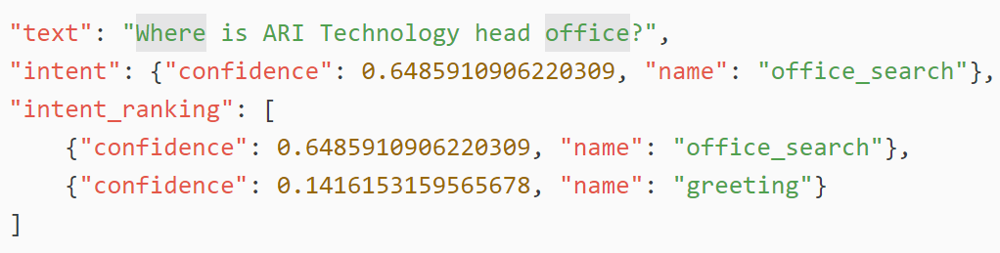 "text": "Where is ARI Technology head office?",
"intent": {"confidence": 0.6485910906220309, "name": "office_search"},
"intent_ranking": [
    {"confidence": 0.6485910906220309, "name": "office_search"},
    {"confidence": 0.1416153159565678, "name": "greeting"}
]